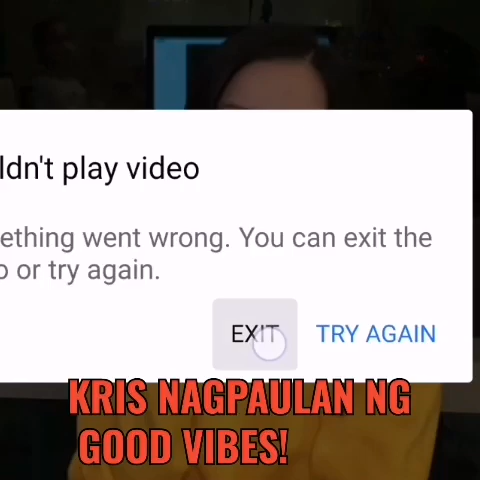 ldn't play video
ething went wrong. You can exit the
o or try again.
EXIT
TRY AGAIN
KRIS NAGPAULAN NG
GOOD VIBES!